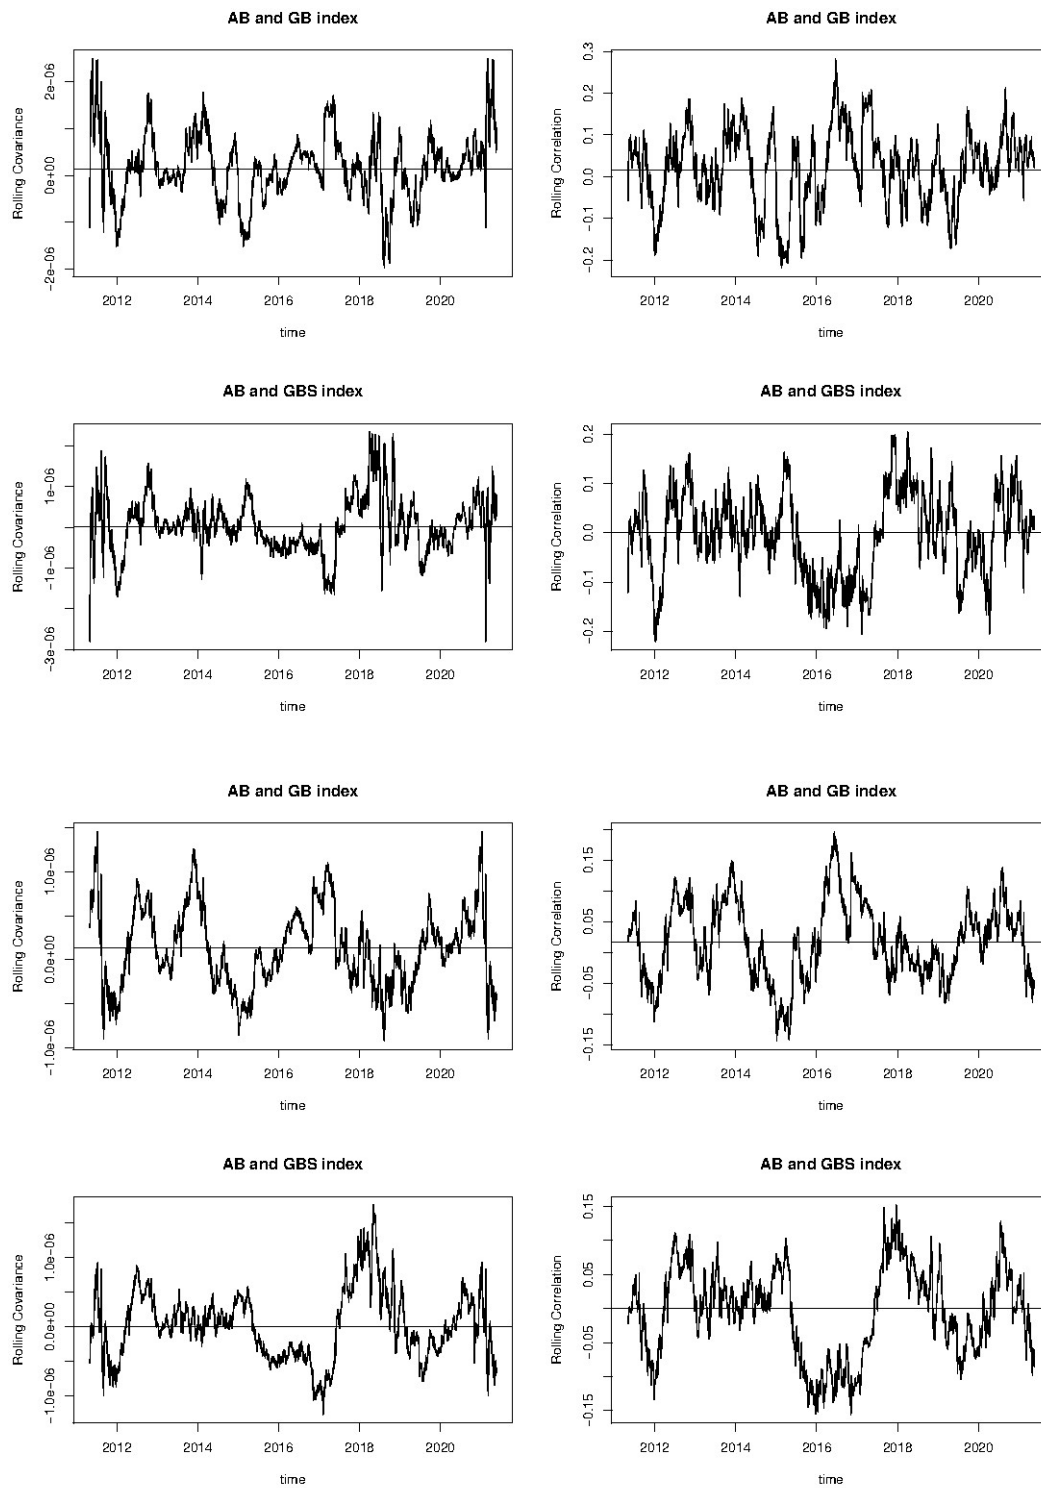 AB and GB index
Rolling Covariance
2e-06
0e+00
-2e-06
2012 2014 2016 2018 2020
time
AB and GB index
Rolling Correlation
0.3
0.2
0.1
0.0
-0.1
-0.2
2012 2014 2016 2018 2020
time
AB and GBS index
Rolling Covariance
1e-06
-1e-06
-3e-06
2012 2014 2016 2018 2020
time
AB and GBS index
Rolling Correlation
0.2
0.1
0.0
-0.1
-0.2
2012 2014 2016 2018 2020
time
AB and GB index
Rolling Covariance
1.0e-06
0.0e+00
-1.0e-06
2012 2014 2016 2018 2020
time
AB and GB index
Rolling Correlation
0.15
0.05
-0.05
-0.15
2012 2014 2016 2018 2020
time
AB and GBS index
Rolling Covariance
1.0e-06
0.0e+00
-1.0e-06
2012 2014 2016 2018 2020
time
AB and GBS index
Rolling Correlation
0.15
0.05
-0.05
-0.15
2012 2014 2016 2018 2020
time